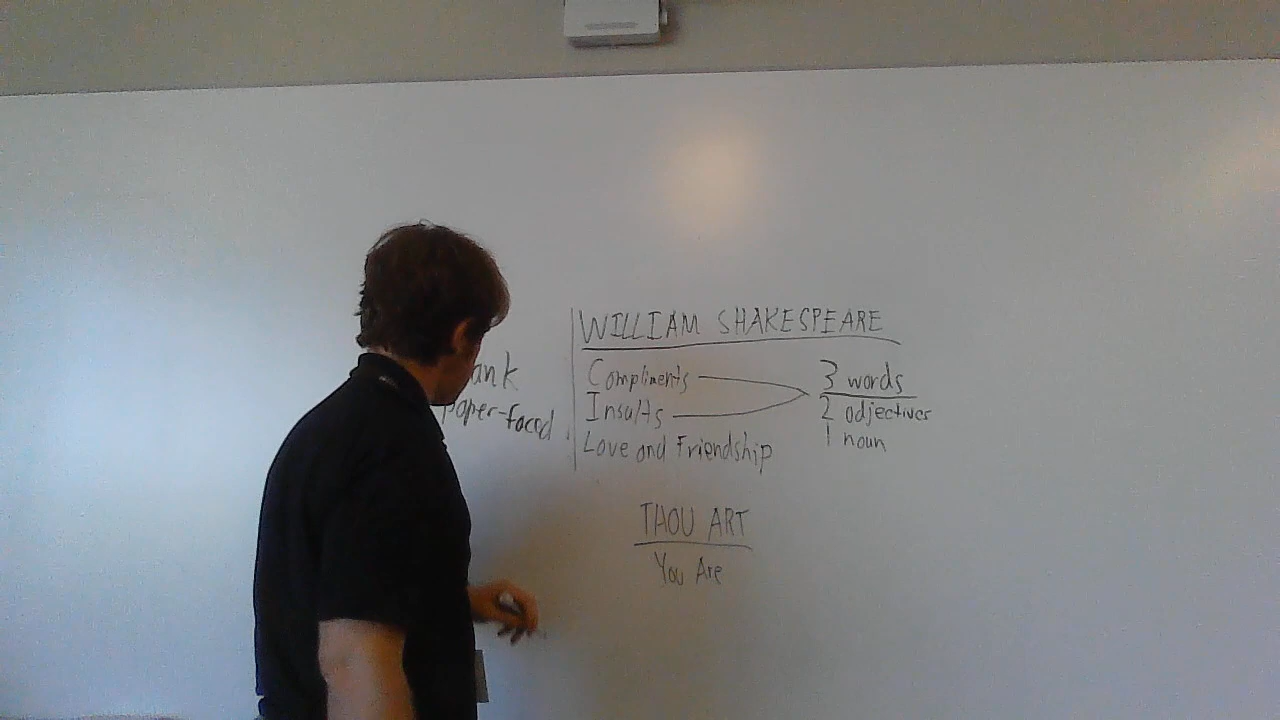 paper-faced
WILLIAM SHAKESPEARE
Compliments
Insults
Love and Friendship
3 words
2 adjectives
1 noun
THOU ART
You Are